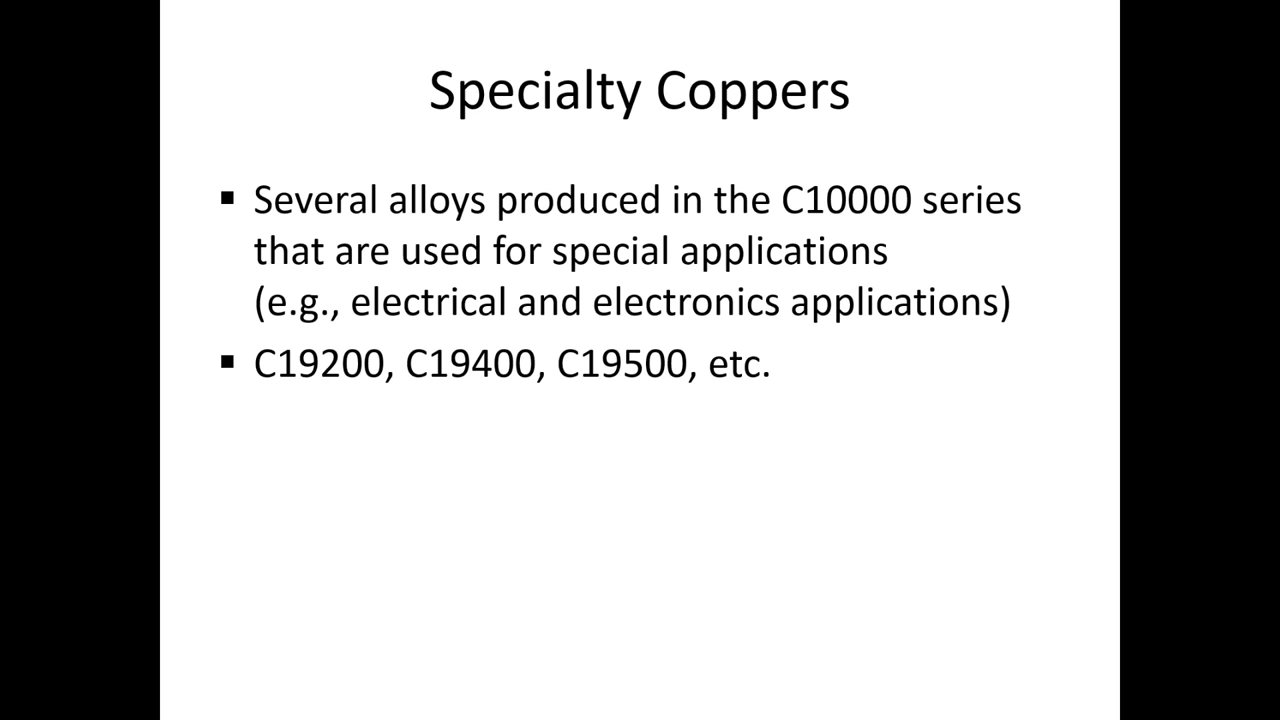 Specialty Coppers
▪ Several alloys produced in the C10000 series
that are used for special applications
(e.g., electrical and electronics applications)
▪ C19200, C19400, C19500, etc.